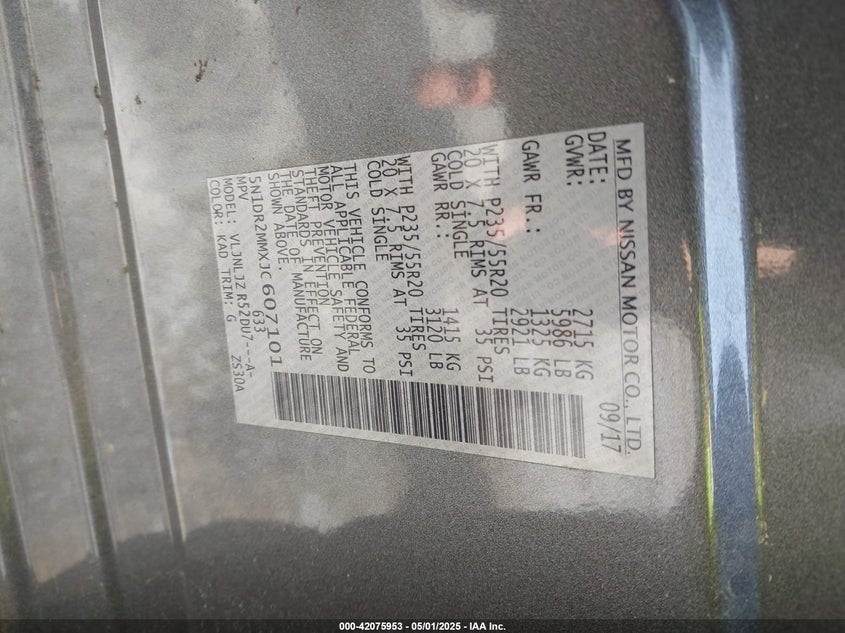 MFD BY NISSAN MOTOR CO., LTD.
DATE: 09/17
GVWR: 2715 KG
5986 LB
GAWR FR.: 1325 KG
2921 LB
WITH P235/55R20 TIRES
20 X 7.5 RIMS AT 35 PSI
COLD SINGLE
GAWR RR.: 1415 KG
3120 LB
WITH P235/55R20 TIRES
20 X 7.5 RIMS AT 35 PSI
COLD SINGLE
THIS VEHICLE CONFORMS TO
ALL APPLICABLE FEDERAL
MOTOR VEHICLE SAFETY AND
THEFT PREVENTION
STANDARDS IN EFFECT ON
THE DATE OF MANUFACTURE
SHOWN ABOVE.
5N1DR2MMXJC607101
MPV 633
MODEL: VLJNLJZ R52DU7---A-
COLOR: KAD TRIM: G ZS30A
000-42075953 - 05/01/2025 - IAA Inc.